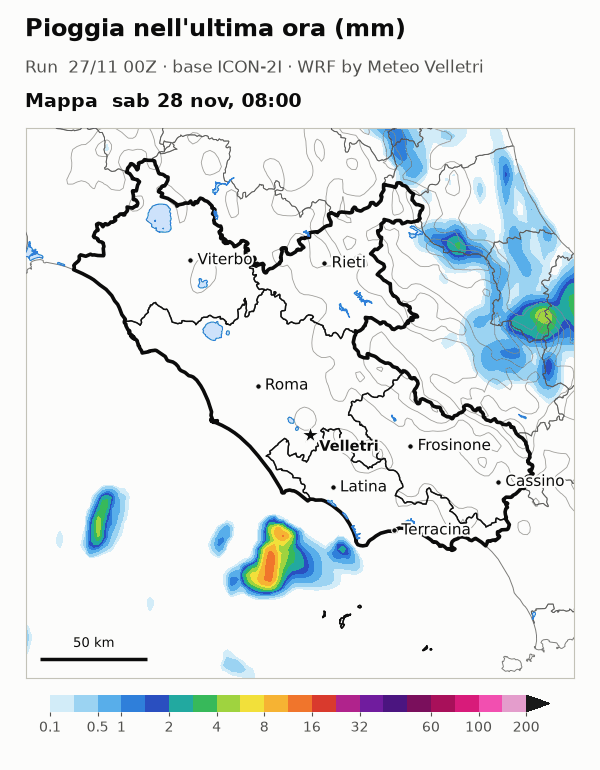 Pioggia nell'ultima ora (mm)
Run  27/11 00Z · base ICON-2I · WRF by Meteo Velletri
Mappa  sab 28 nov, 08:00
Viterbo
Rieti
Roma
Velletri
Frosinone
Latina
Cassino
Terracina
50 km
0.1 0.5 1 2 4 8 16 32 60 100 200